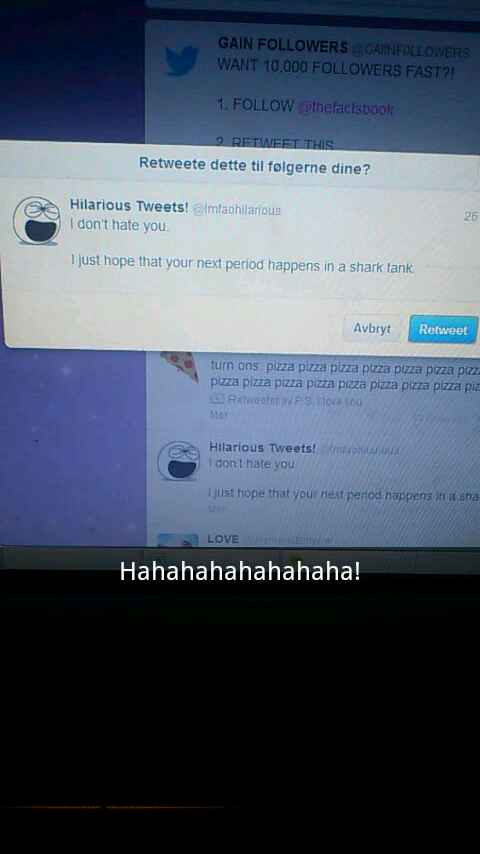 GAIN FOLLOWERS @GAIINFOLLOWERS
WANT 10,000 FOLLOWERS FAST?!
1. FOLLOW @thefactsbook
2. RETWEET THIS
Retweete dette til følgerne dine?
Hilarious Tweets! @lmfaohilarious
26
I don't hate you.
I just hope that your next period happens in a shark tank.
Avbryt
Retweet
turn ons: pizza pizza pizza pizza pizza pizza pizz
pizza pizza pizza pizza pizza pizza pizza pizza piz
Retweetet av P.S. I love you
Mer
Hilarious Tweets! @lmfaohilarious
I don't hate you.
I just hope that your next period happens in a sha
Mer
LOVE
Hahahahahahahaha!